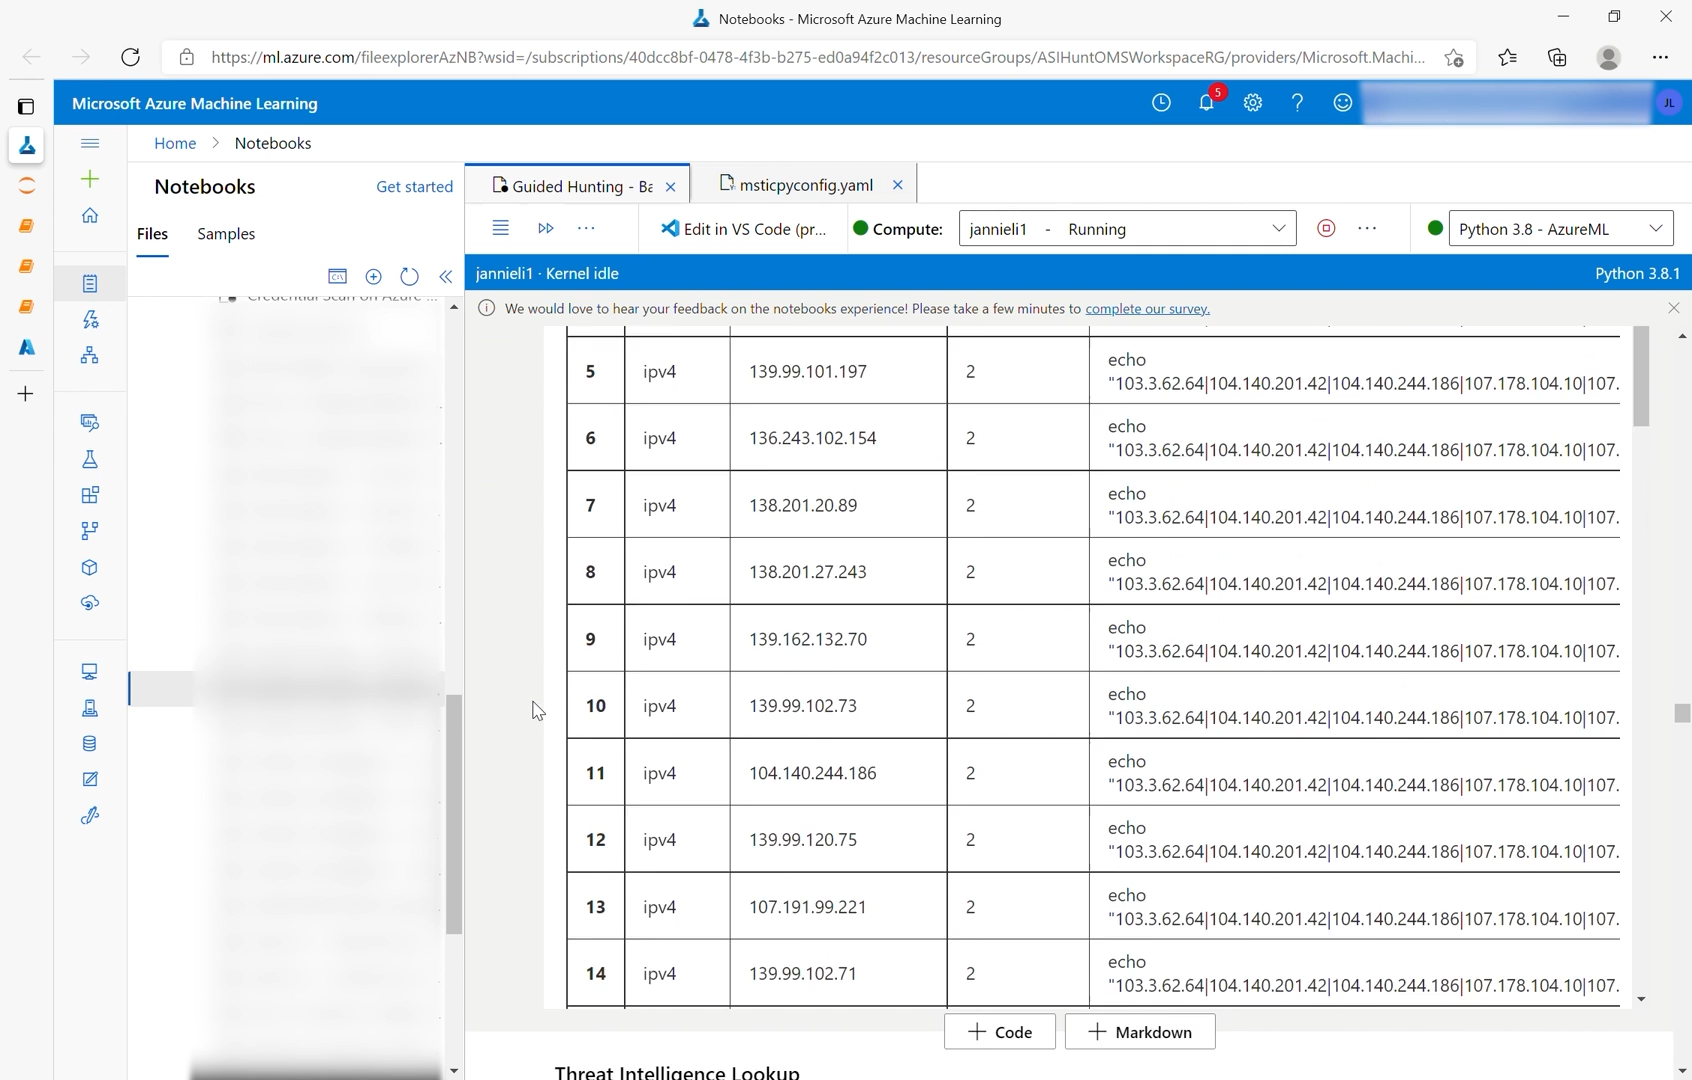 Notebooks - Microsoft Azure Machine Learning
https://ml.azure.com/fileexplorerAzNB?wsid=/subscriptions/40dcc8bf-0478-4f3b-b275-ed0a94f2c013/resourceGroups/ASIHuntOMSWorkspaceRG/providers/Microsoft.Machi...
Microsoft Azure Machine Learning
5
JL
Home > Notebooks
Notebooks
Get started
Files
Samples
Credential Scan on Azure ...
Guided Hunting - Ba
msticpyconfig.yaml
Edit in VS Code (pr...
Compute:
jannieli1 - Running
Python 3.8 - AzureML
jannieli1 · Kernel idle
Python 3.8.1
We would love to hear your feedback on the notebooks experience! Please take a few minutes to complete our survey.
5 ipv4 139.99.101.197 2 echo
"103.3.62.64|104.140.201.42|104.140.244.186|107.178.104.10|107.
6 ipv4 136.243.102.154 2 echo
"103.3.62.64|104.140.201.42|104.140.244.186|107.178.104.10|107.
7 ipv4 138.201.20.89 2 echo
"103.3.62.64|104.140.201.42|104.140.244.186|107.178.104.10|107.
8 ipv4 138.201.27.243 2 echo
"103.3.62.64|104.140.201.42|104.140.244.186|107.178.104.10|107.
9 ipv4 139.162.132.70 2 echo
"103.3.62.64|104.140.201.42|104.140.244.186|107.178.104.10|107.
10 ipv4 139.99.102.73 2 echo
"103.3.62.64|104.140.201.42|104.140.244.186|107.178.104.10|107.
11 ipv4 104.140.244.186 2 echo
"103.3.62.64|104.140.201.42|104.140.244.186|107.178.104.10|107.
12 ipv4 139.99.120.75 2 echo
"103.3.62.64|104.140.201.42|104.140.244.186|107.178.104.10|107.
13 ipv4 107.191.99.221 2 echo
"103.3.62.64|104.140.201.42|104.140.244.186|107.178.104.10|107.
14 ipv4 139.99.102.71 2 echo
"103.3.62.64|104.140.201.42|104.140.244.186|107.178.104.10|107.
+ Code
+ Markdown
Threat Intelligence Lookup